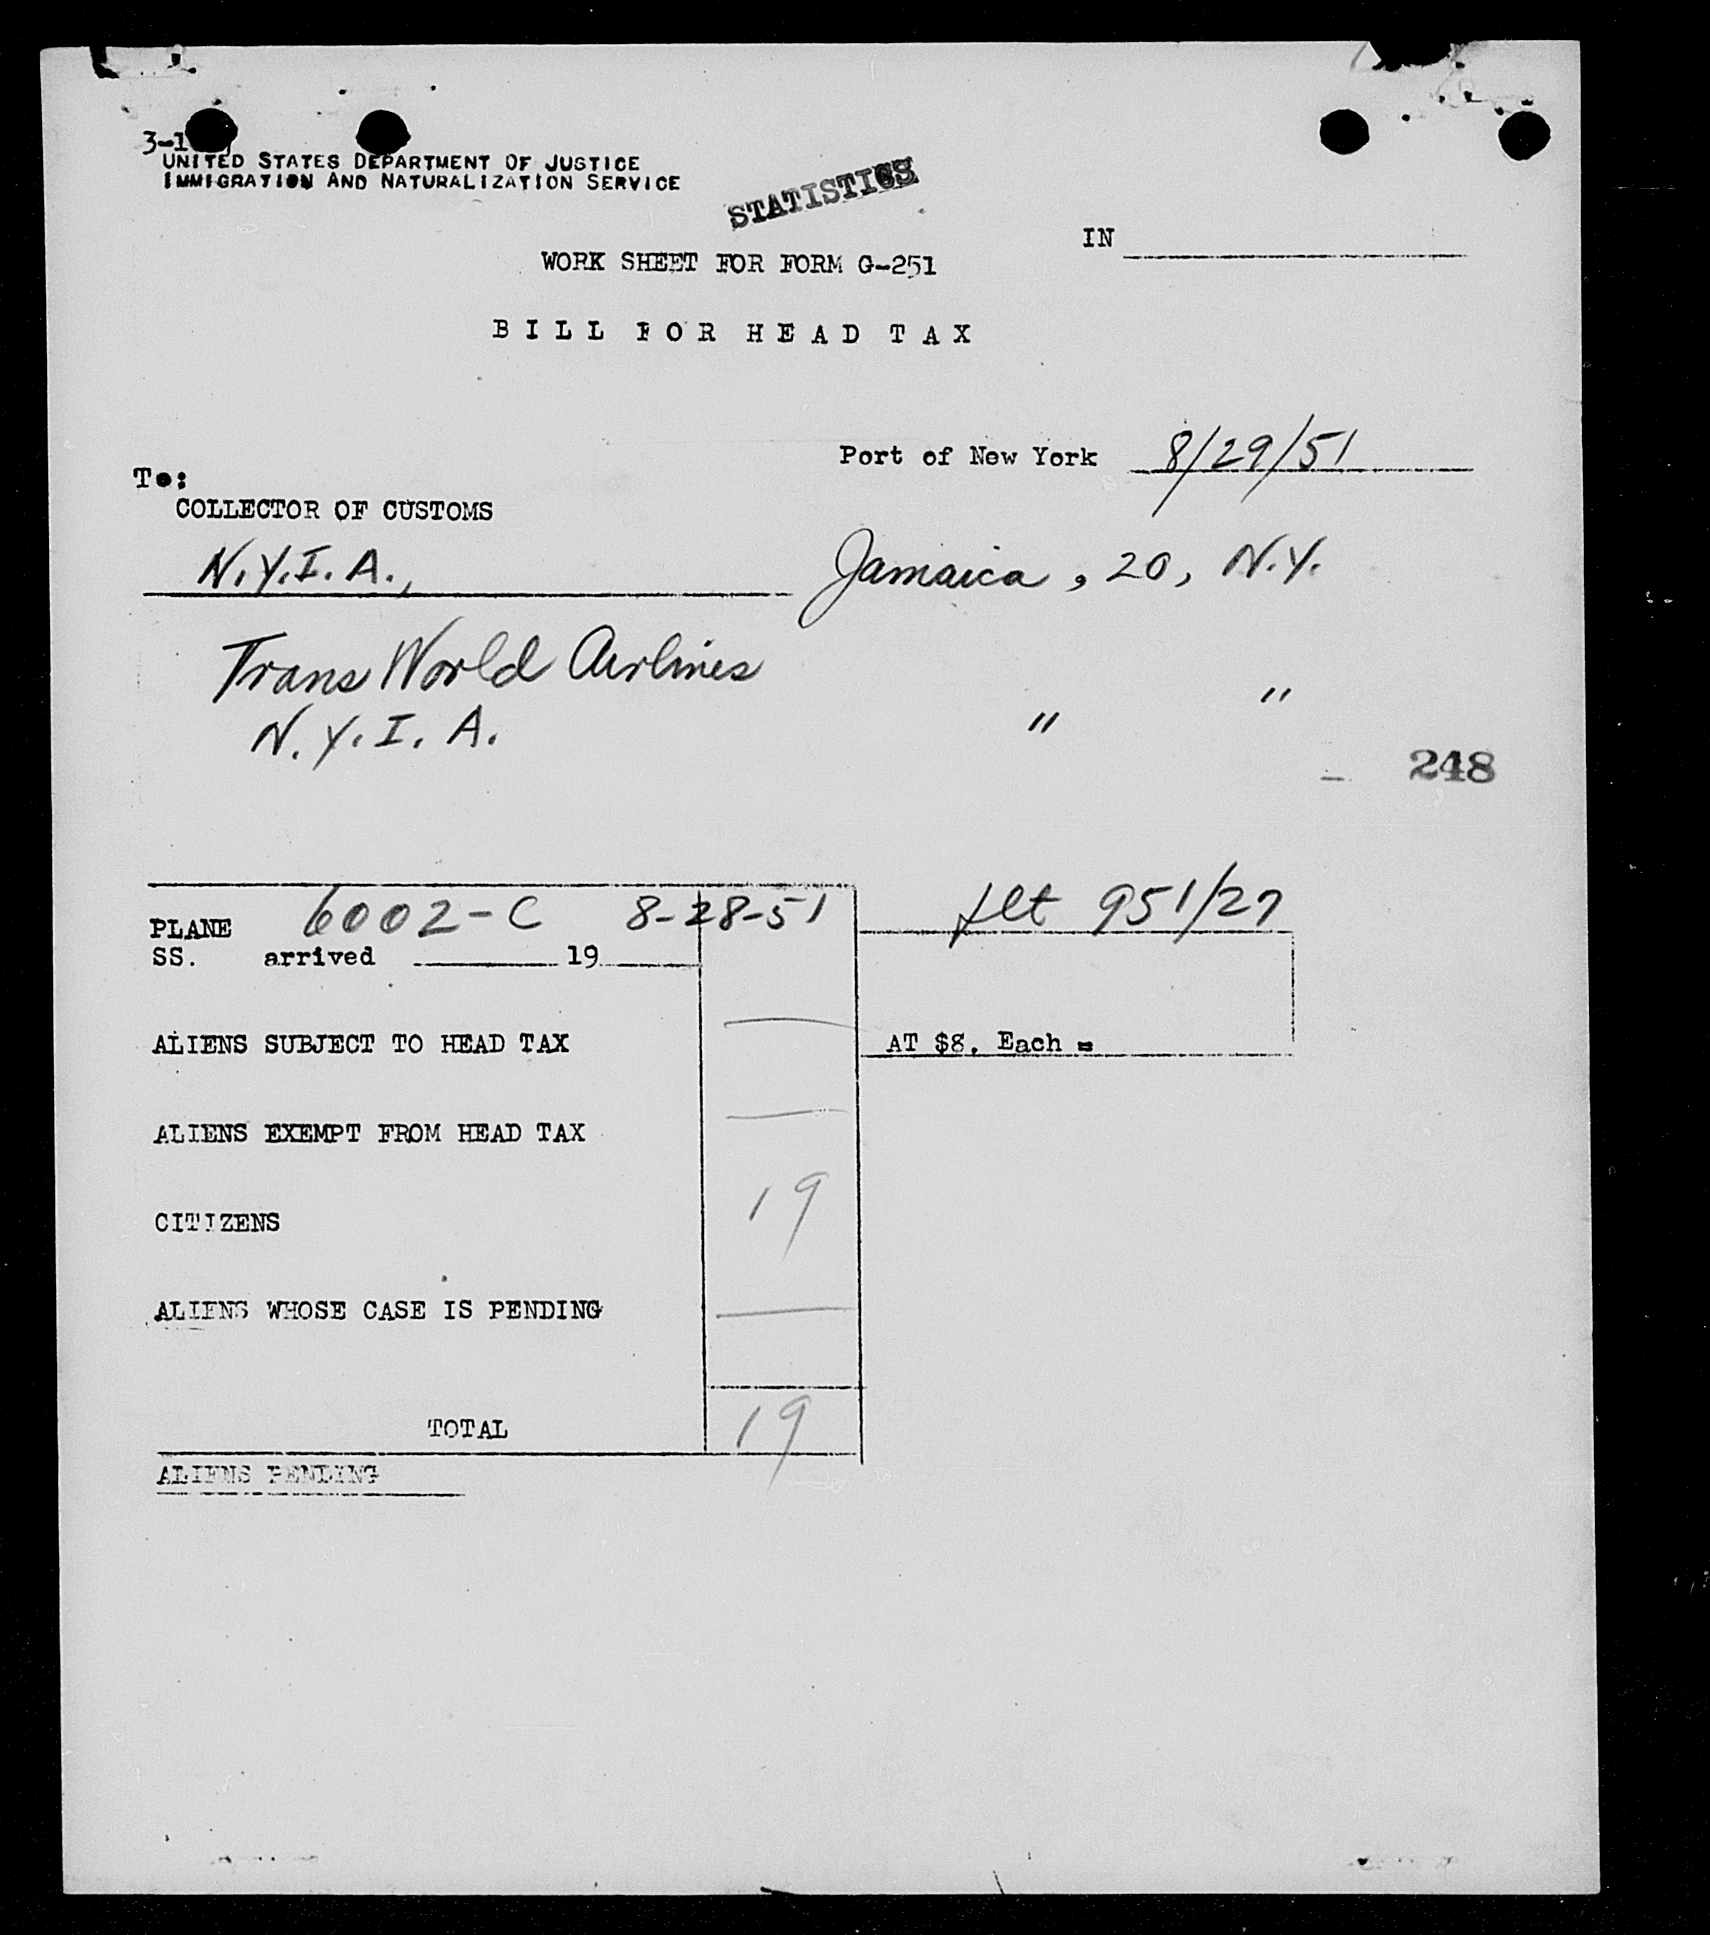 3-1
UNITED STATES DEPARTMENT OF JUSTICE
IMMIGRATION AND NATURALIZATION SERVICE
STATISTICS
IN
WORK SHEET FOR FORM G-251
BILL FOR HEAD TAX
Port of New York 8/29/51
To:
COLLECTOR OF CUSTOMS
N.Y.I.A., Jamaica, 20, N.Y.
Trans World Airlines
N.Y.I.A. " "
248
PLANE 6002-C 8-28-51 flt 951/27
SS. arrived 19
ALIENS SUBJECT TO HEAD TAX — AT $8. Each =
ALIENS EXEMPT FROM HEAD TAX —
CITIZENS 19
ALIENS WHOSE CASE IS PENDING —
TOTAL 19
ALIENS PENDING